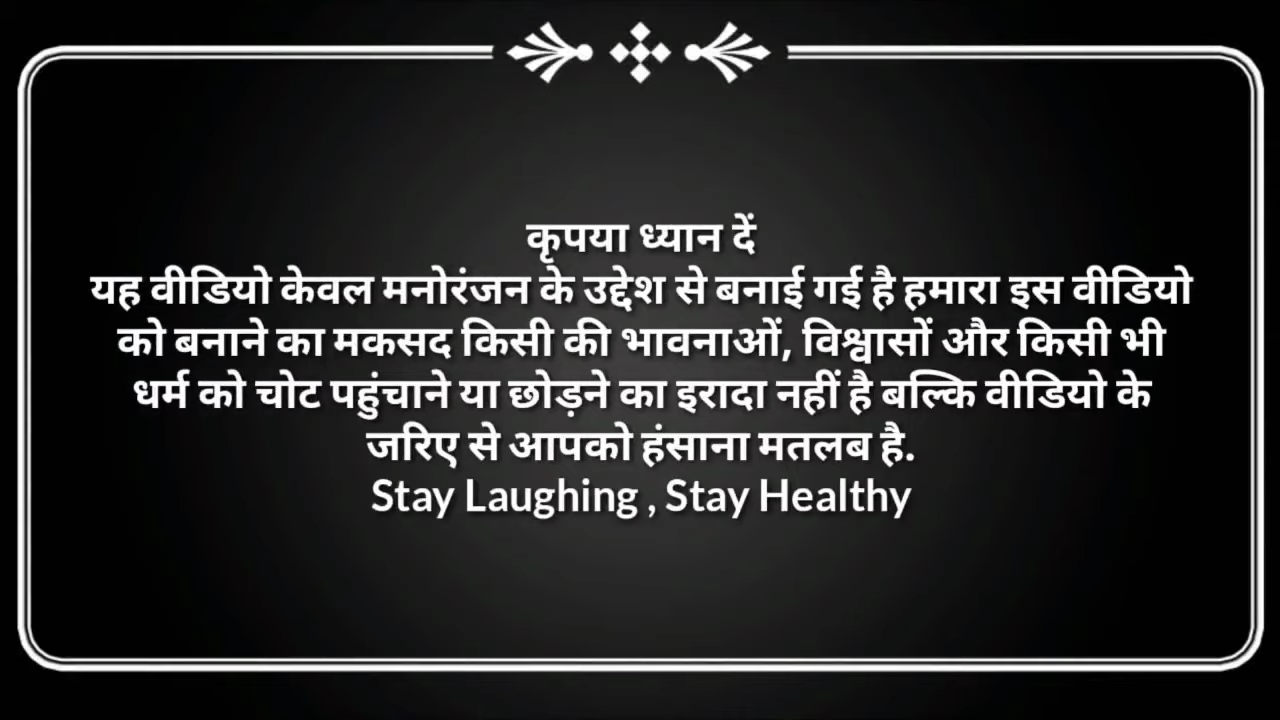 कृपया ध्यान दें
यह वीडियो केवल मनोरंजन के उद्देश से बनाई गई है हमारा इस वीडियो
को बनाने का मकसद किसी की भावनाओं, विश्वासों और किसी भी
धर्म को चोट पहुंचाने या छोड़ने का इरादा नहीं है बल्कि वीडियो के
जरिए से आपको हंसाना मतलब है.
Stay Laughing , Stay Healthy